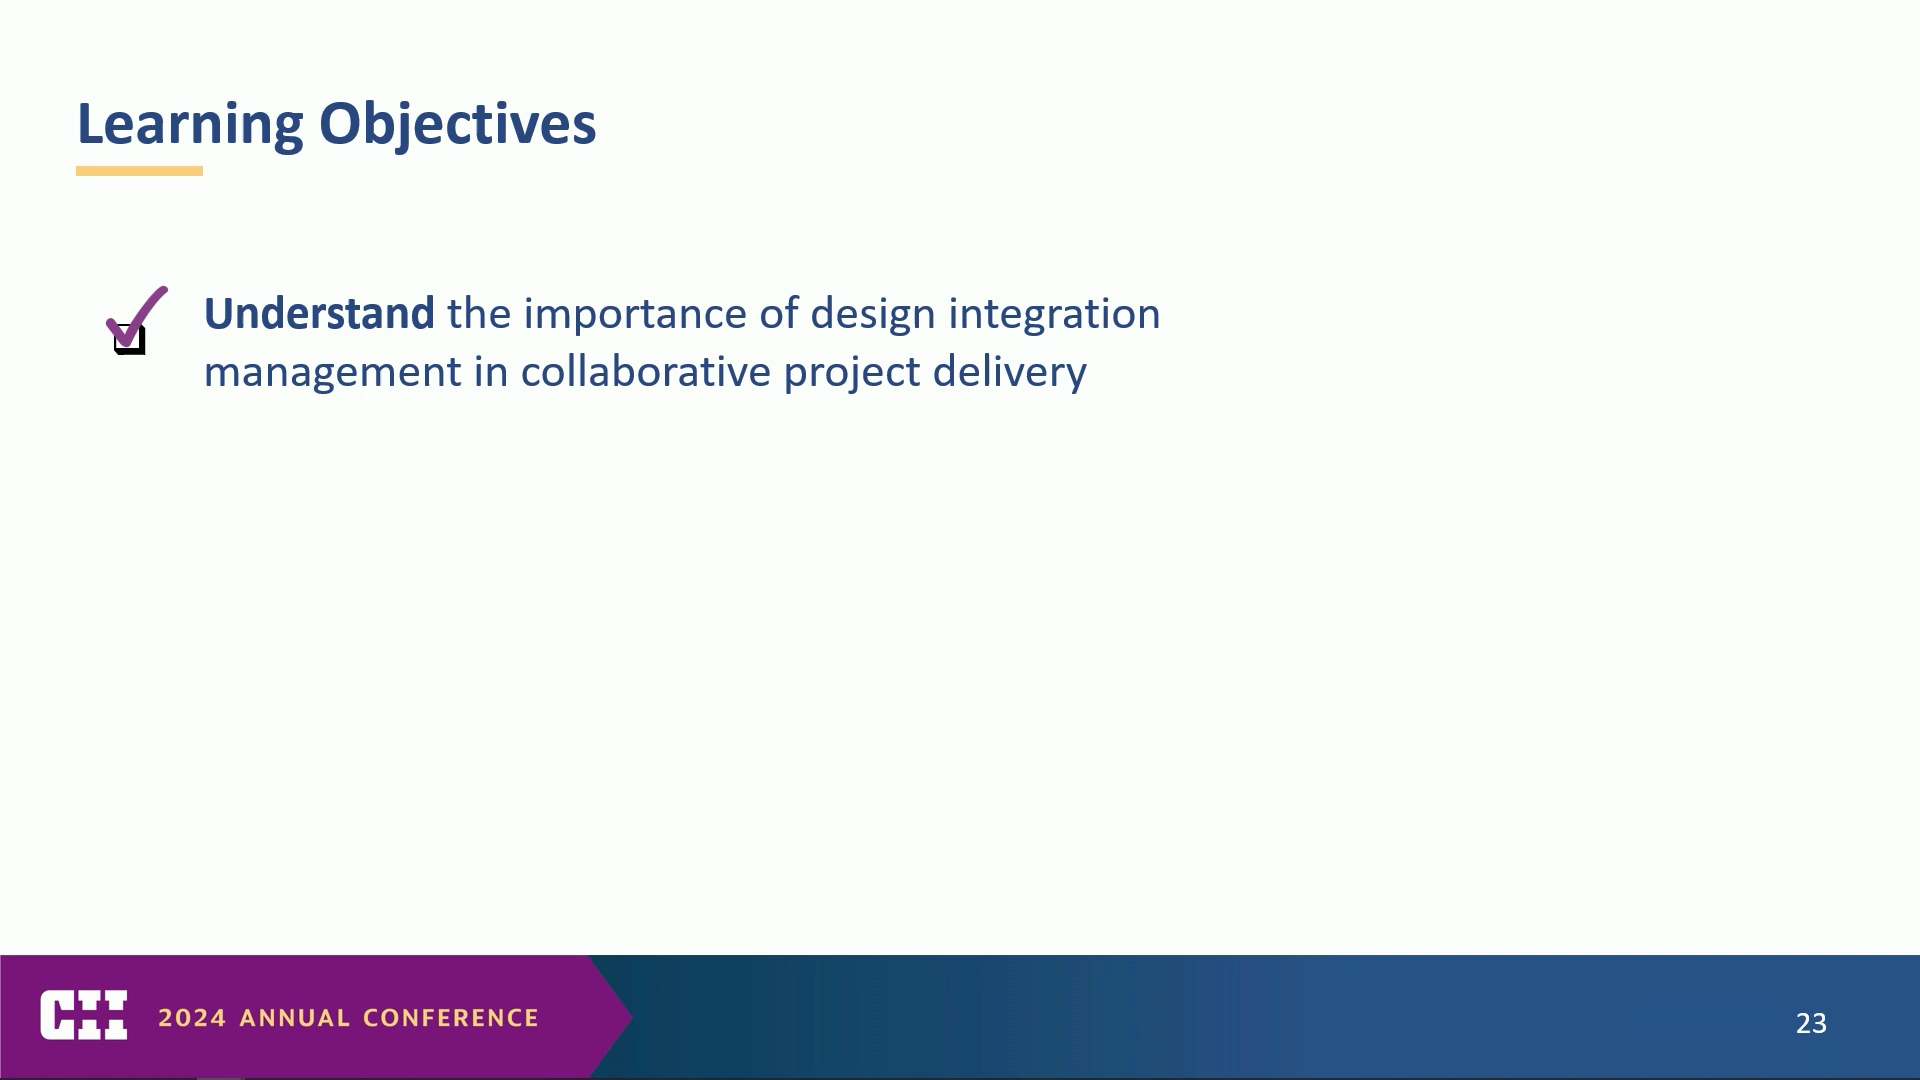 Learning Objectives
Understand the importance of design integration
management in collaborative project delivery
CII
2024 ANNUAL CONFERENCE
23